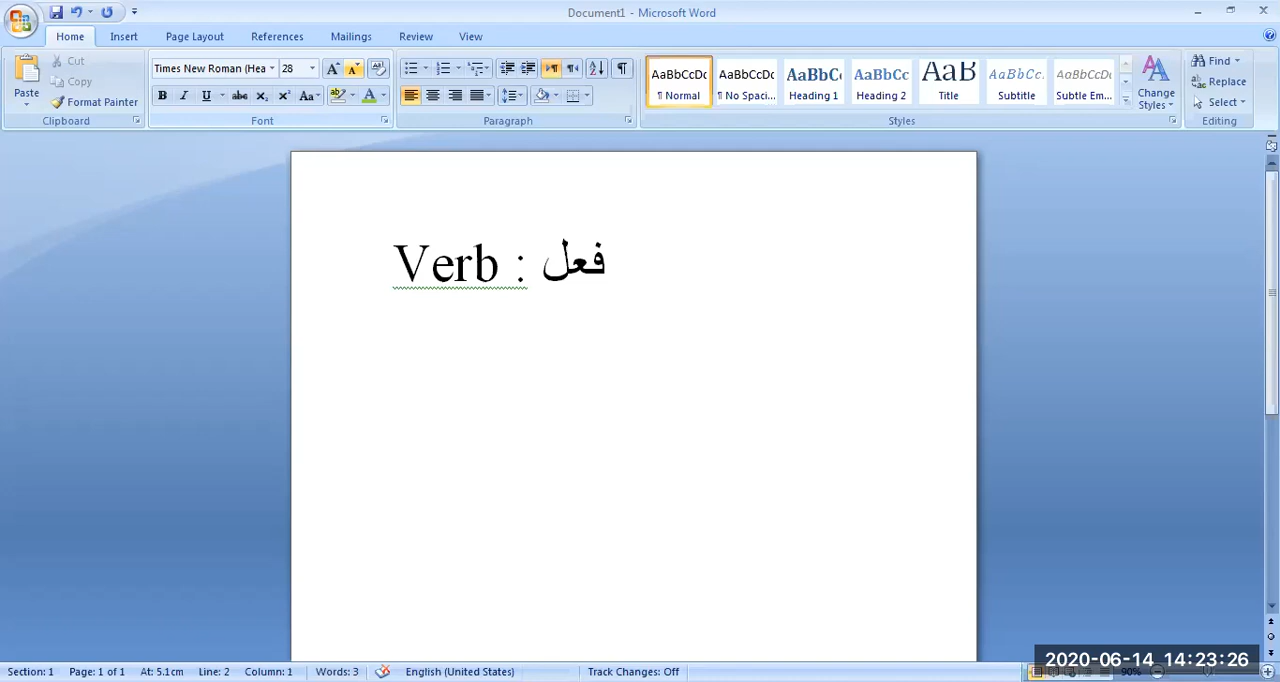 Document1 - Microsoft Word
Home Insert Page Layout References Mailings Review View
Paste
Cut
Copy
Format Painter
Clipboard
Times New Roman (Hea 28
Font
Paragraph
AaBbCcDc AaBbCcDc AaBbC AaBbCc AaB AaBbCc. AaBbCcDc
¶ Normal ¶ No Spaci... Heading 1 Heading 2 Title Subtitle Subtle Em...
Change Styles
Styles
Find
Replace
Select
Editing
Verb : فعل
Section: 1 Page: 1 of 1 At: 5.1cm Line: 2 Column: 1 Words: 3 English (United States) Track Changes: Off 90%
2020-06-14 14:23:26